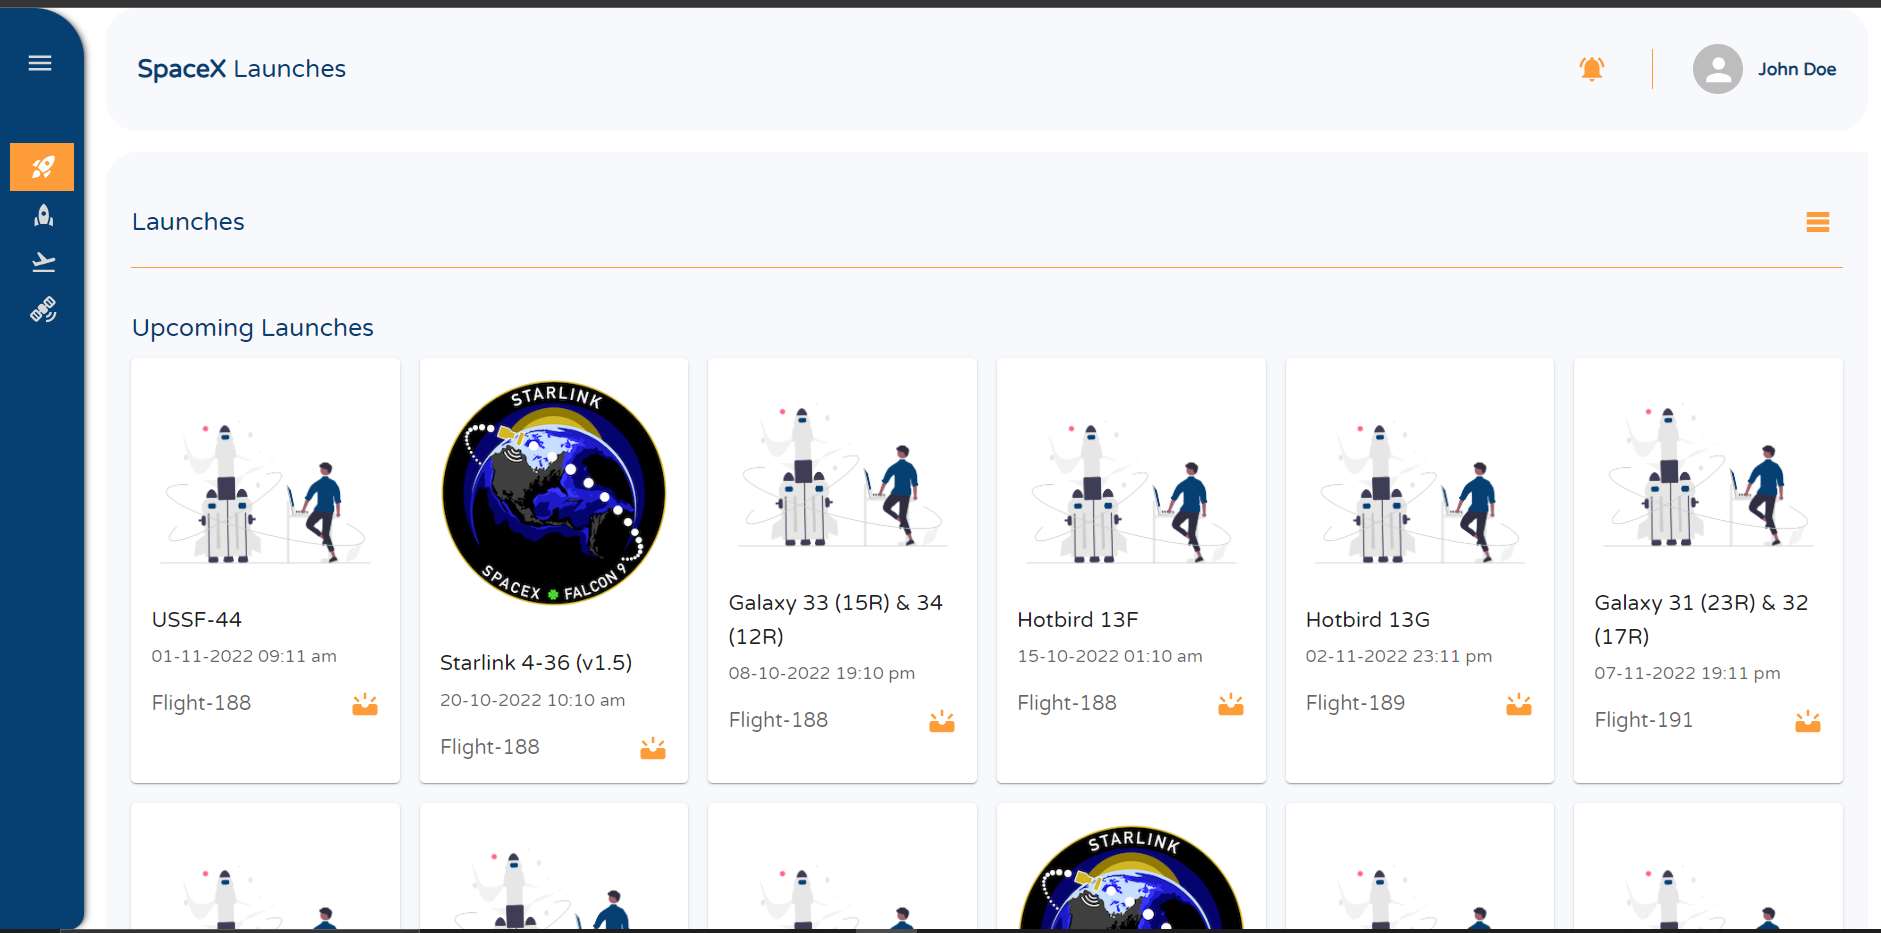 SpaceX Launches
John Doe
Launches
Upcoming Launches
STARLINK
SPACEX FALCON 9
USSF-44
01-11-2022 09:11 am
Flight-188
Starlink 4-36 (v1.5)
20-10-2022 10:10 am
Flight-188
Galaxy 33 (15R) & 34
(12R)
08-10-2022 19:10 pm
Flight-188
Hotbird 13F
15-10-2022 01:10 am
Flight-188
Hotbird 13G
02-11-2022 23:11 pm
Flight-189
Galaxy 31 (23R) & 32
(17R)
07-11-2022 19:11 pm
Flight-191
STARLINK